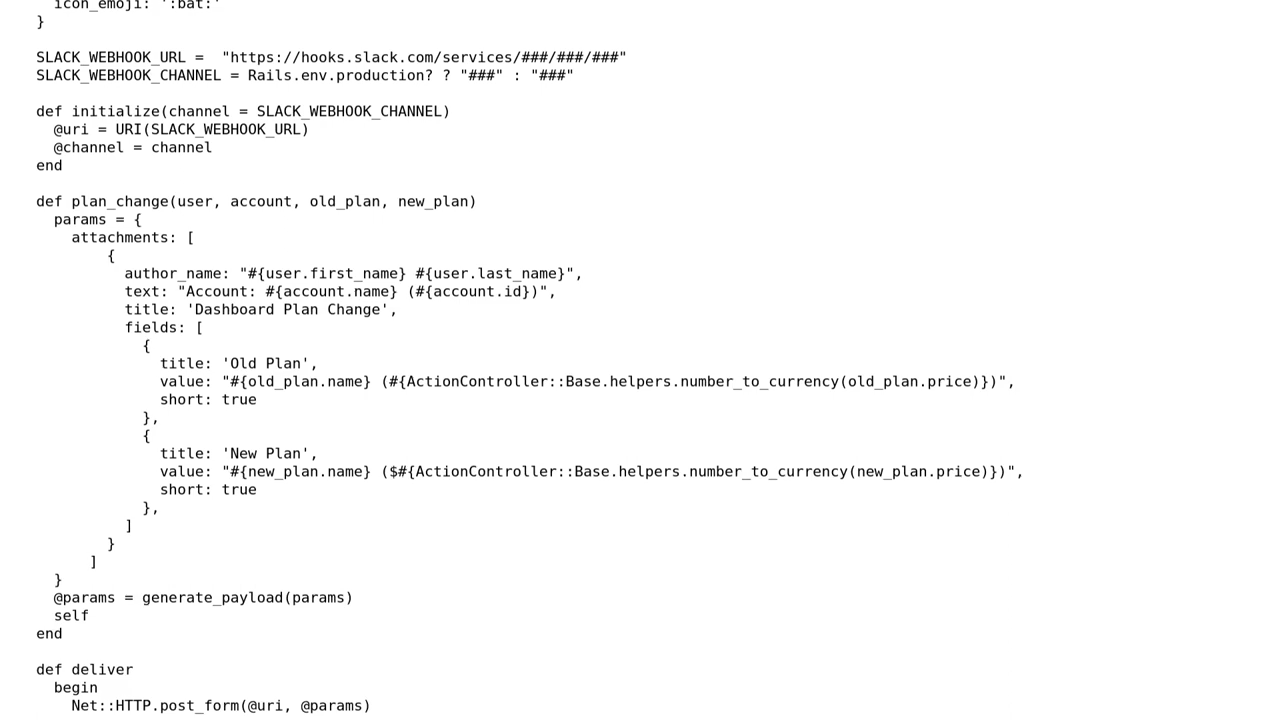 icon_emoji: ':bat:'
}
SLACK_WEBHOOK_URL =  "https://hooks.slack.com/services/###/###/###"
SLACK_WEBHOOK_CHANNEL = Rails.env.production? ? "###" : "###"
def initialize(channel = SLACK_WEBHOOK_CHANNEL)
@uri = URI(SLACK_WEBHOOK_URL)
@channel = channel
end
def plan_change(user, account, old_plan, new_plan)
params = {
attachments: [
{
author_name: "#{user.first_name} #{user.last_name}",
text: "Account: #{account.name} (#{account.id})",
title: 'Dashboard Plan Change',
fields: [
{
title: 'Old Plan',
value: "#{old_plan.name} (#{ActionController::Base.helpers.number_to_currency(old_plan.price)})",
short: true
},
{
title: 'New Plan',
value: "#{new_plan.name} ($#{ActionController::Base.helpers.number_to_currency(new_plan.price)})",
short: true
},
]
}
]
}
@params = generate_payload(params)
self
end
def deliver
begin
Net::HTTP.post_form(@uri, @params)